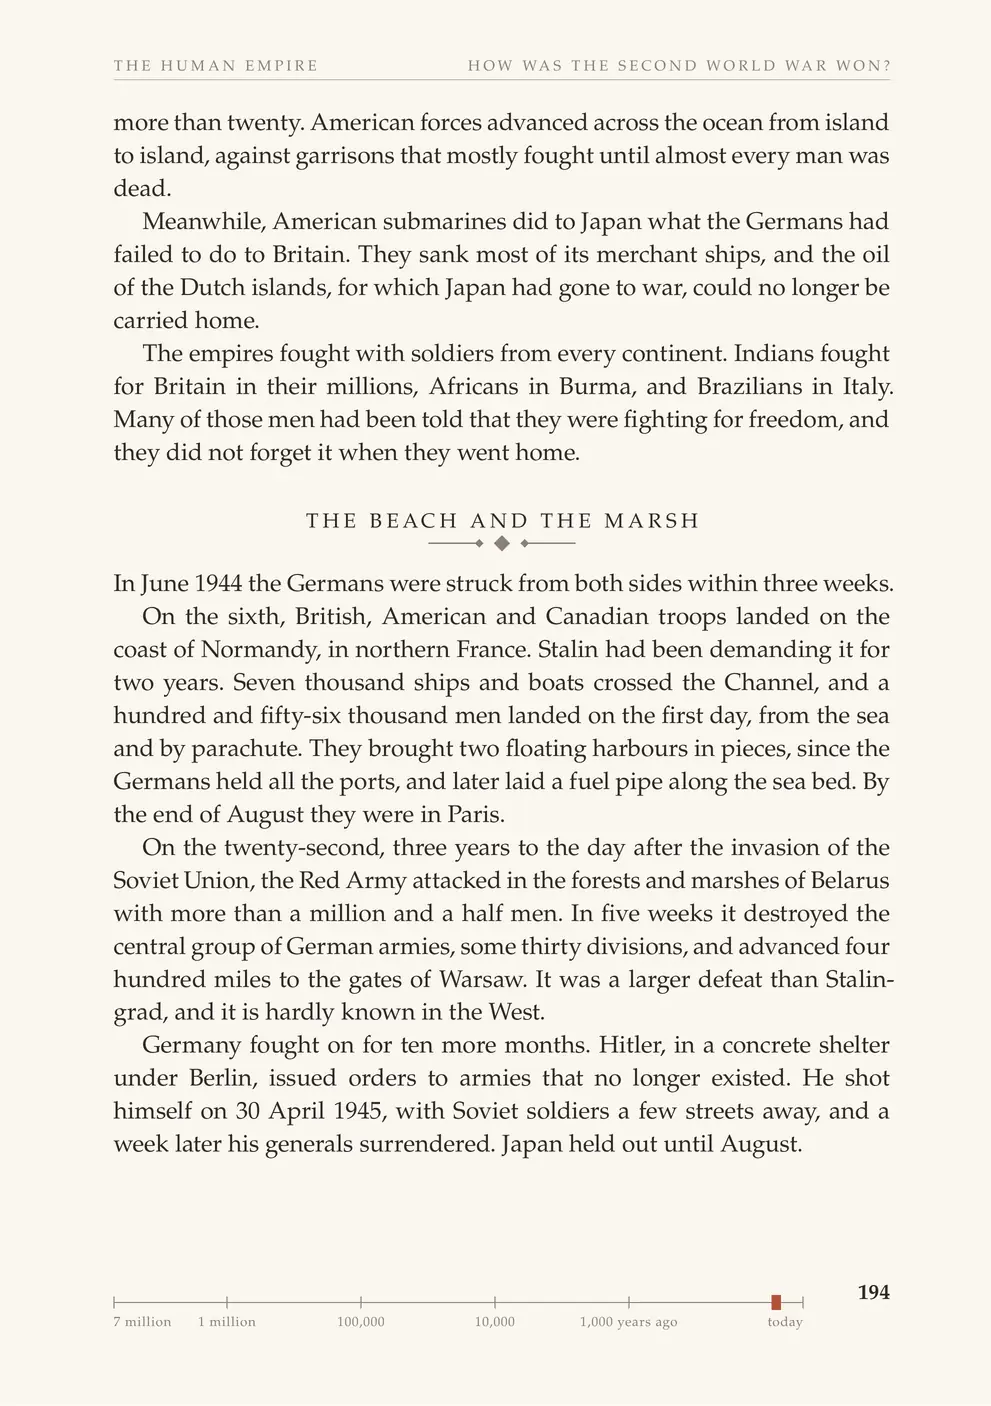 THE HUMAN EMPIRE
HOW WAS THE SECOND WORLD WAR WON?
more than twenty. American forces advanced across the ocean from island
to island, against garrisons that mostly fought until almost every man was
dead.
Meanwhile, American submarines did to Japan what the Germans had
failed to do to Britain. They sank most of its merchant ships, and the oil
of the Dutch islands, for which Japan had gone to war, could no longer be
carried home.
The empires fought with soldiers from every continent. Indians fought
for Britain in their millions, Africans in Burma, and Brazilians in Italy.
Many of those men had been told that they were fighting for freedom, and
they did not forget it when they went home.
THE BEACH AND THE MARSH
In June 1944 the Germans were struck from both sides within three weeks.
On the sixth, British, American and Canadian troops landed on the
coast of Normandy, in northern France. Stalin had been demanding it for
two years. Seven thousand ships and boats crossed the Channel, and a
hundred and fifty-six thousand men landed on the first day, from the sea
and by parachute. They brought two floating harbours in pieces, since the
Germans held all the ports, and later laid a fuel pipe along the sea bed. By
the end of August they were in Paris.
On the twenty-second, three years to the day after the invasion of the
Soviet Union, the Red Army attacked in the forests and marshes of Belarus
with more than a million and a half men. In five weeks it destroyed the
central group of German armies, some thirty divisions, and advanced four
hundred miles to the gates of Warsaw. It was a larger defeat than Stalin-
grad, and it is hardly known in the West.
Germany fought on for ten more months. Hitler, in a concrete shelter
under Berlin, issued orders to armies that no longer existed. He shot
himself on 30 April 1945, with Soviet soldiers a few streets away, and a
week later his generals surrendered. Japan held out until August.
194
7 million 1 million 100,000 10,000 1,000 years ago today